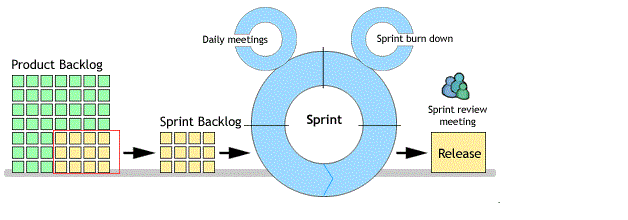 Daily meetings
Sprint burn down
Product Backlog
Sprint Backlog
Sprint
Sprint review
meeting
Release